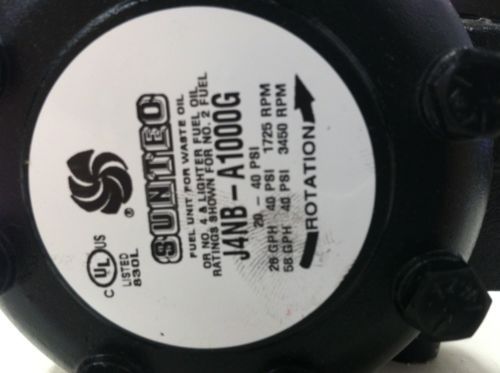 C UL US
LISTED
830L
®
SUNTEC
FUEL UNIT FOR WASTE OIL
OR NO. 4 & LIGHTER FUEL OIL
RATINGS SHOWN FOR NO. 2 FUEL
J4NB-A1000G
20 - 40 PSI
26 GPH 40 PSI 1725 RPM
58 GPH 40 PSI 3450 RPM
ROTATION